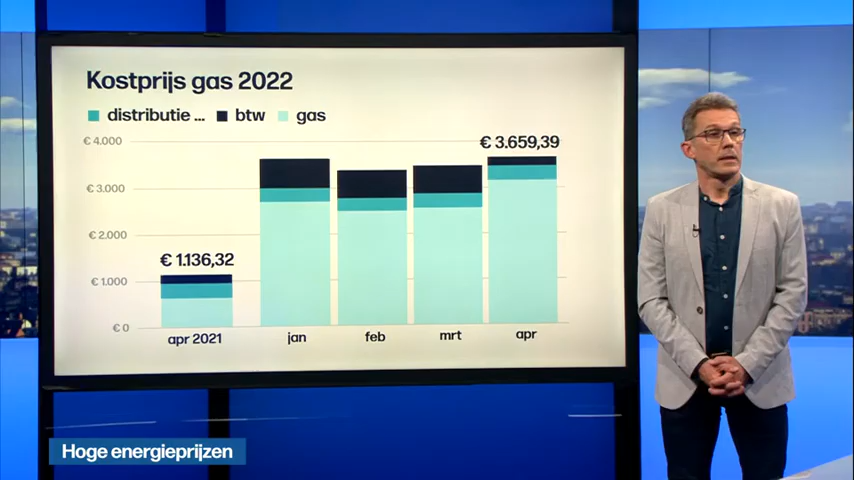 Kostprijs gas 2022
distributie ... btw gas
€ 4.000
€ 3.659,39
€ 3.000
€ 2.000
€ 1.136,32
€ 1.000
€ 0
apr 2021 jan feb mrt apr
Hoge energieprijzen